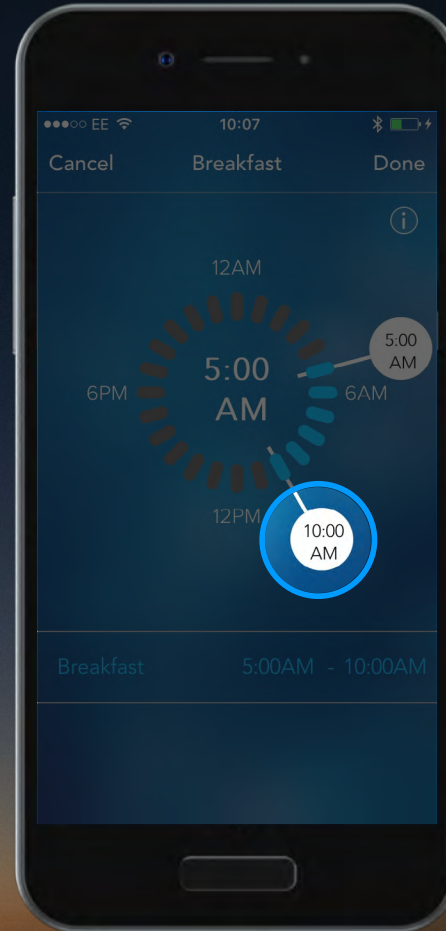 EE 10:07
Cancel Breakfast Done
12AM
5:00
AM
5:00
AM
6PM
6AM
12PM
10:00
AM
Breakfast 5:00AM - 10:00AM